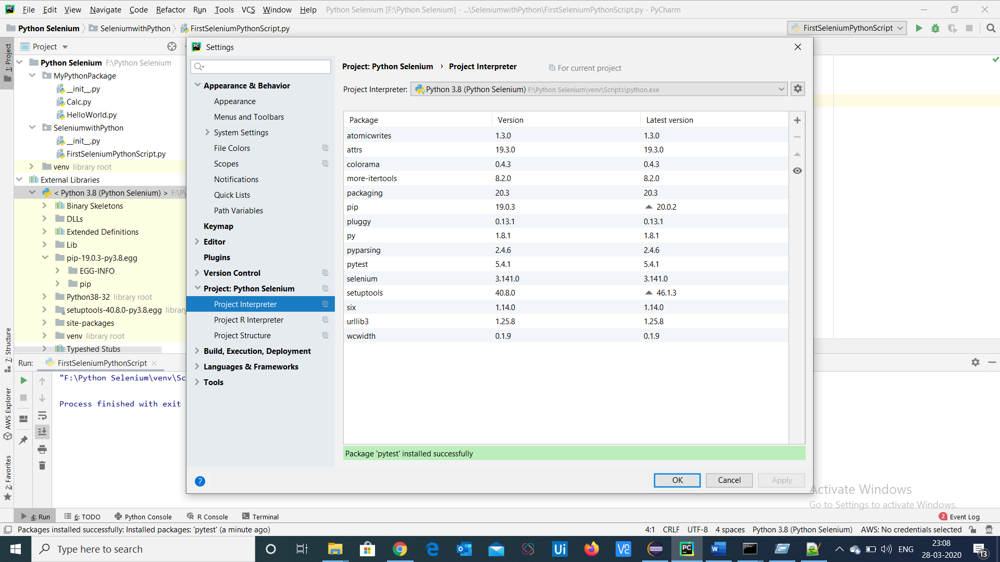 File Edit View Navigate Code Refactor Run Tools VCS Window Help Python Selenium [F:\Python Selenium] - ...\SeleniumwithPython\FirstSeleniumPythonScript.py - PyCharm
Python Selenium SeleniumwithPython FirstSeleniumPythonScript.py FirstSeleniumPythonScript
1: Project
7: Structure
AWS Explorer
2: Favorites
Project
Python Selenium F:\Python Selenium
MyPythonPackage
__init__.py
Calc.py
HelloWorld.py
SeleniumwithPython
__init__.py
FirstSeleniumPythonScript.py
venv library root
External Libraries
< Python 3.8 (Python Selenium) > F:\Py
Binary Skeletons
DLLs
Extended Definitions
Lib
pip-19.0.3-py3.8.egg
EGG-INFO
pip
Python38-32 library root
setuptools-40.8.0-py3.8.egg library
site-packages
venv library root
Typeshed Stubs
Settings
Appearance & Behavior
Appearance
Menus and Toolbars
System Settings
File Colors
Scopes
Notifications
Quick Lists
Path Variables
Keymap
Editor
Plugins
Version Control
Project: Python Selenium
Project Interpreter
Project R Interpreter
Project Structure
Build, Execution, Deployment
Languages & Frameworks
Tools
Project: Python Selenium › Project Interpreter For current project
Project Interpreter: Python 3.8 (Python Selenium) F:\Python Selenium\venv\Scripts\python.exe
Package Version Latest version
atomicwrites 1.3.0 1.3.0
attrs 19.3.0 19.3.0
colorama 0.4.3 0.4.3
more-itertools 8.2.0 8.2.0
packaging 20.3 20.3
pip 19.0.3 20.0.2
pluggy 0.13.1 0.13.1
py 1.8.1 1.8.1
pyparsing 2.4.6 2.4.6
pytest 5.4.1 5.4.1
selenium 3.141.0 3.141.0
setuptools 40.8.0 46.1.3
six 1.14.0 1.14.0
urllib3 1.25.8 1.25.8
wcwidth 0.1.9 0.1.9
Package 'pytest' installed successfully
OK Cancel Apply
Run: FirstSeleniumPythonScript
"F:\Python Selenium\venv\Sc
Process finished with exit
Activate Windows
Go to Settings to activate Windows.
4: Run 6: TODO Python Console R Console Terminal 2 Event Log
Packages installed successfully: Installed packages: 'pytest' (a minute ago) 4:1 CRLF UTF-8 4 spaces Python 3.8 (Python Selenium) AWS: No credentials selected
Type here to search ENG 23:08
28-03-2020 13